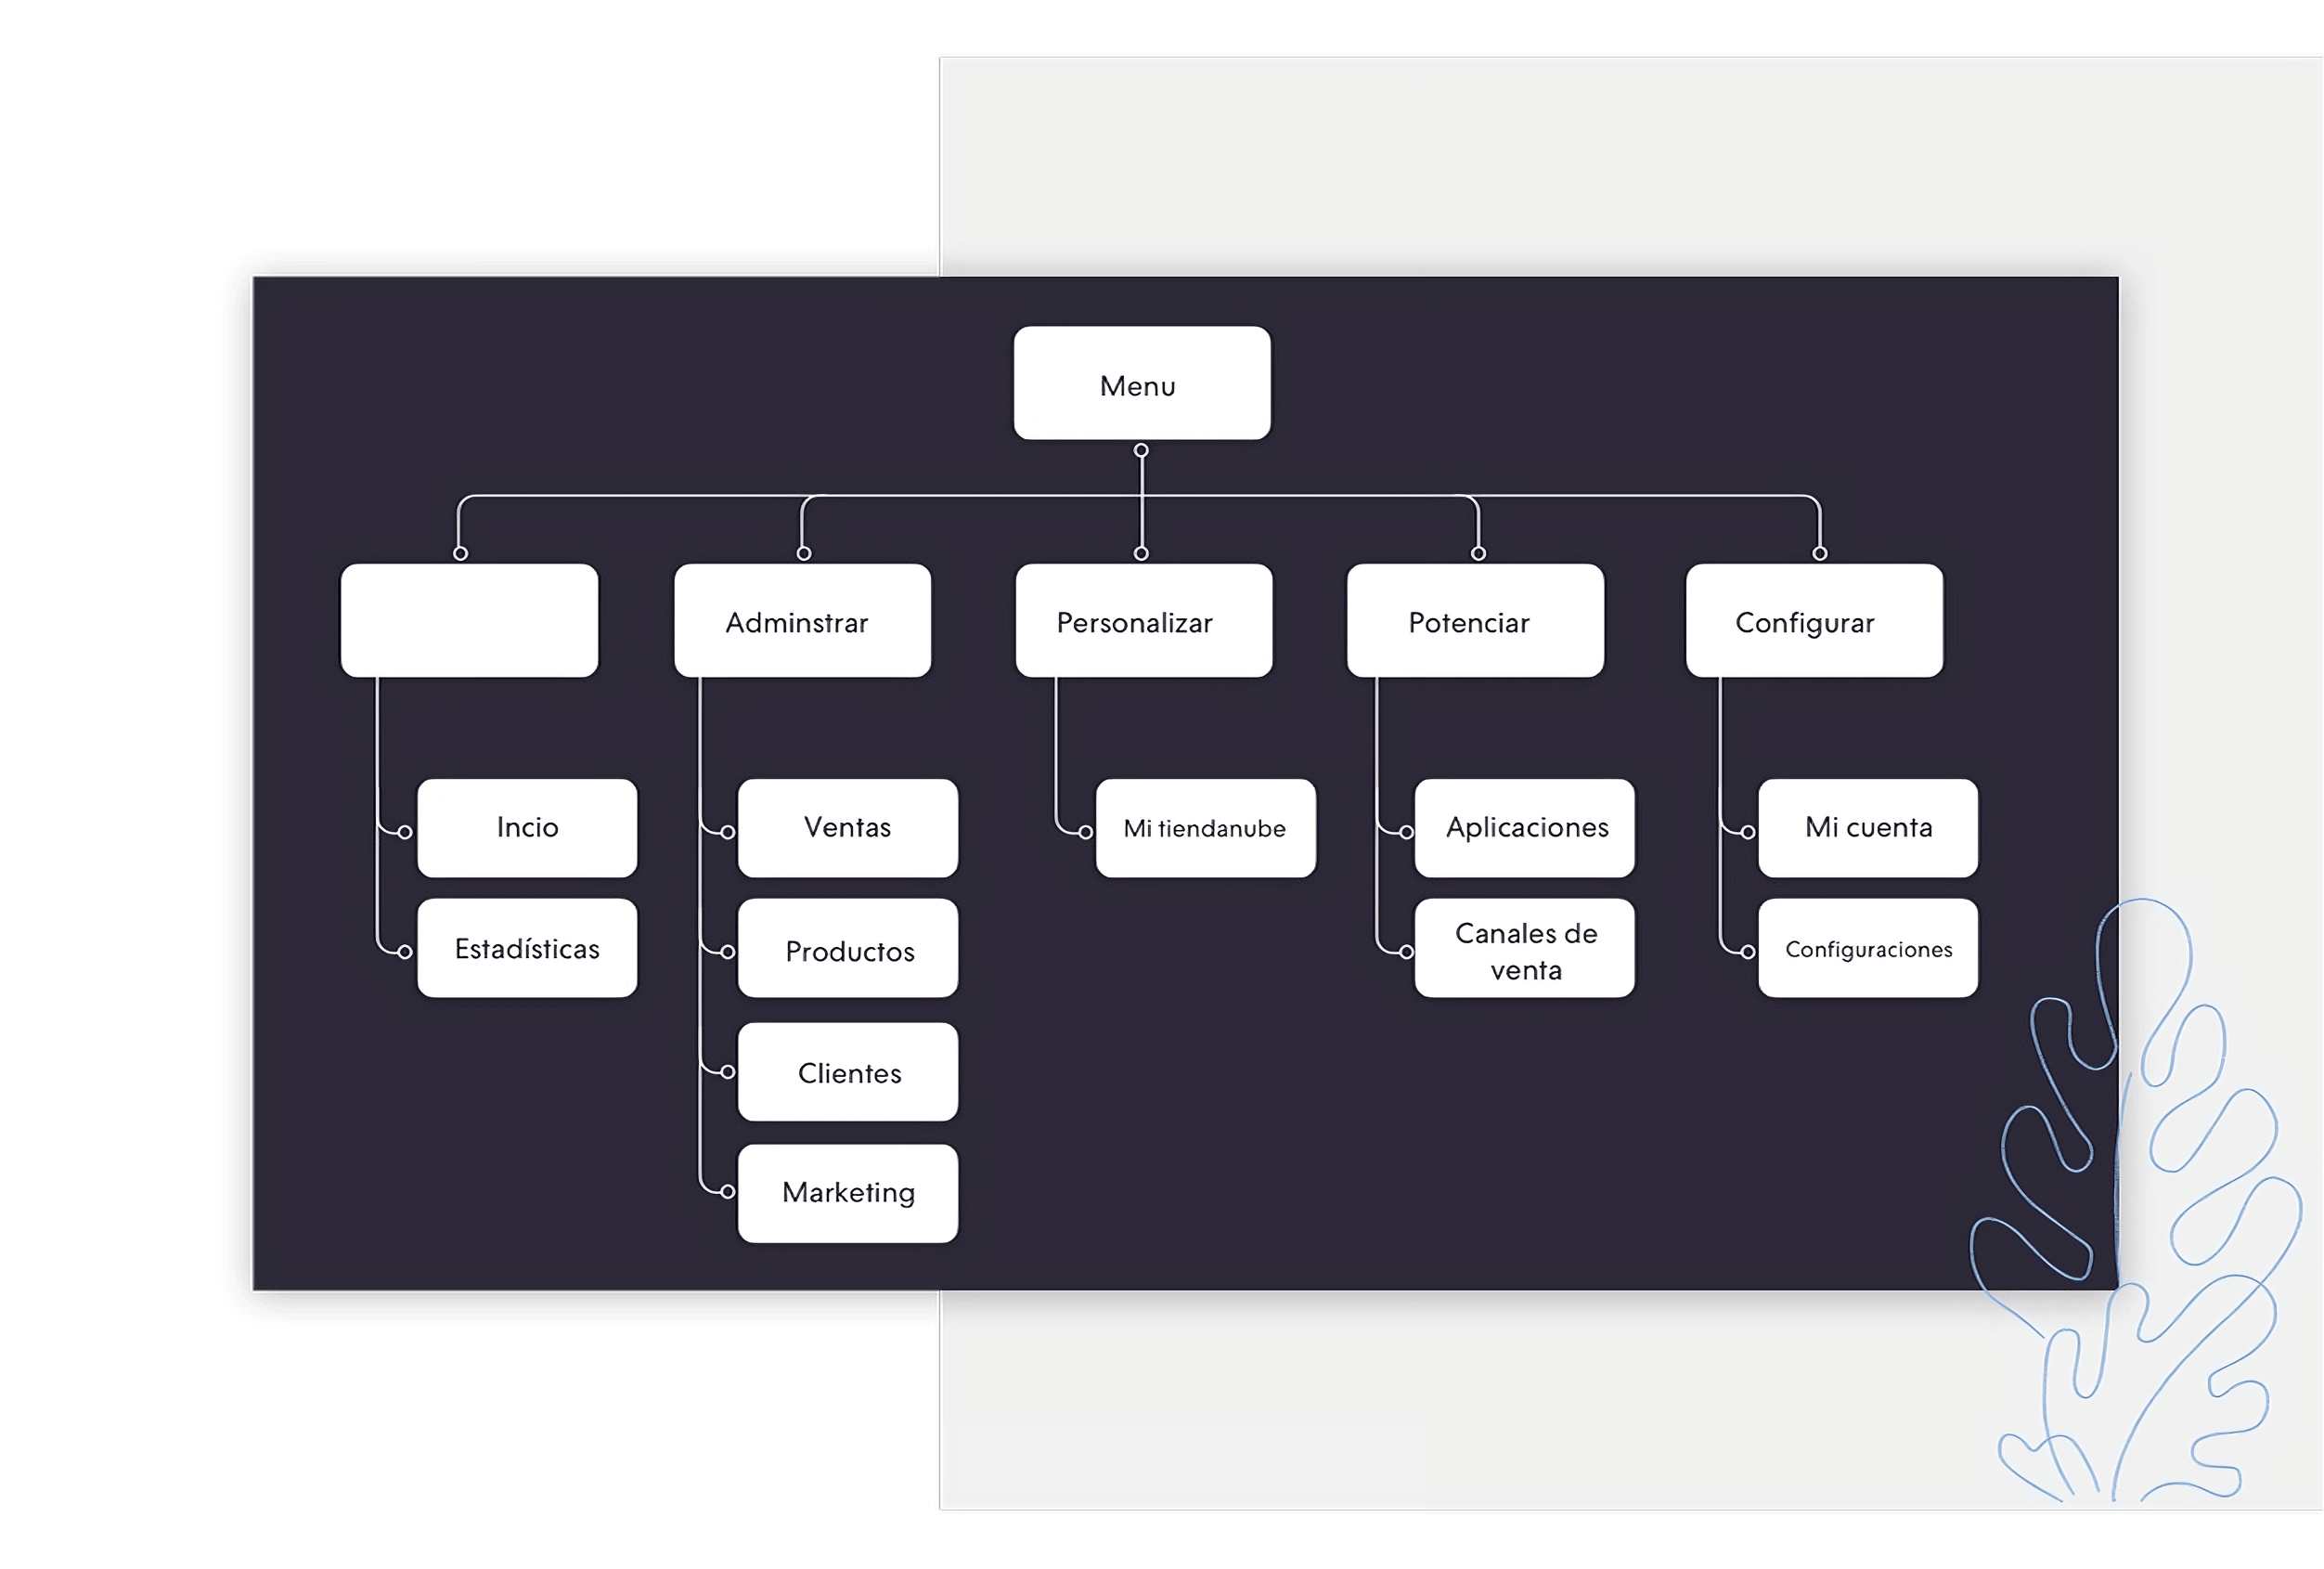 Menu
Adminstrar
Personalizar
Potenciar
Configurar
Incio
Ventas
Mi tiendanube
Aplicaciones
Mi cuenta
Estadísticas
Productos
Canales de
venta
Configuraciones
Clientes
Marketing